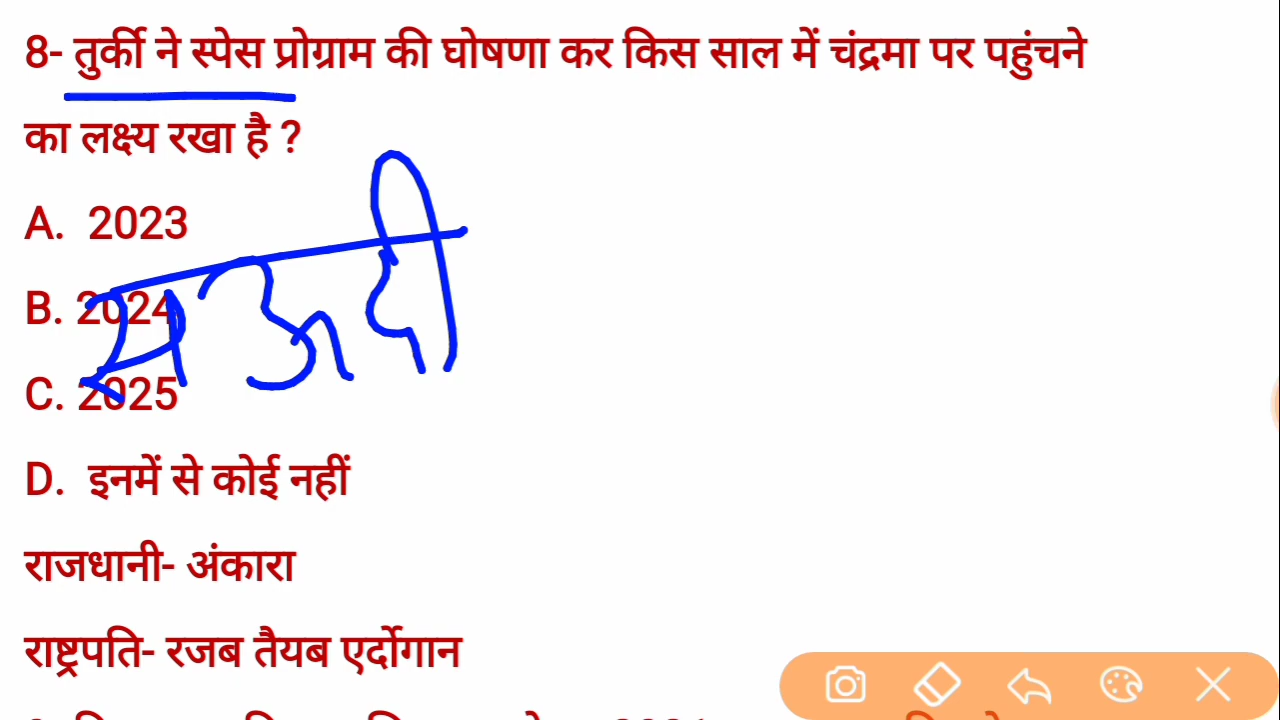 8- तुर्की ने स्पेस प्रोग्राम की घोषणा कर किस साल में चंद्रमा पर पहुंचने
का लक्ष्य रखा है ?
A. 2023
B. 2024
C. 2025
D. इनमें से कोई नहीं
राजधानी- अंकारा
राष्ट्रपति- रजब तैयब एर्दोगान